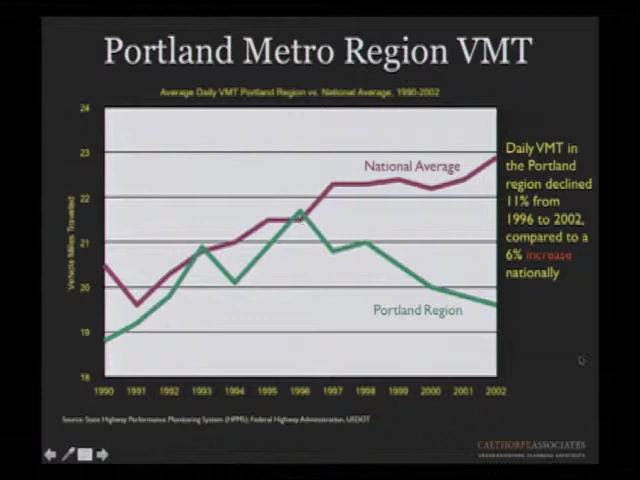 Portland Metro Region VMT
Average Daily VMT Portland Region vs. National Average, 1990-2002
24
23
22
21
20
19
18
Vehicle Miles Traveled
National Average
Portland Region
1990 1991 1992 1993 1994 1995 1996 1997 1998 1999 2000 2001 2002
Daily VMT in
the Portland
region declined
11% from
1996 to 2002,
compared to a
6% increase
nationally
Source: State Highway Performance Monitoring System (HPMS); Federal Highway Administration, USDOT
CALTHORPE ASSOCIATES